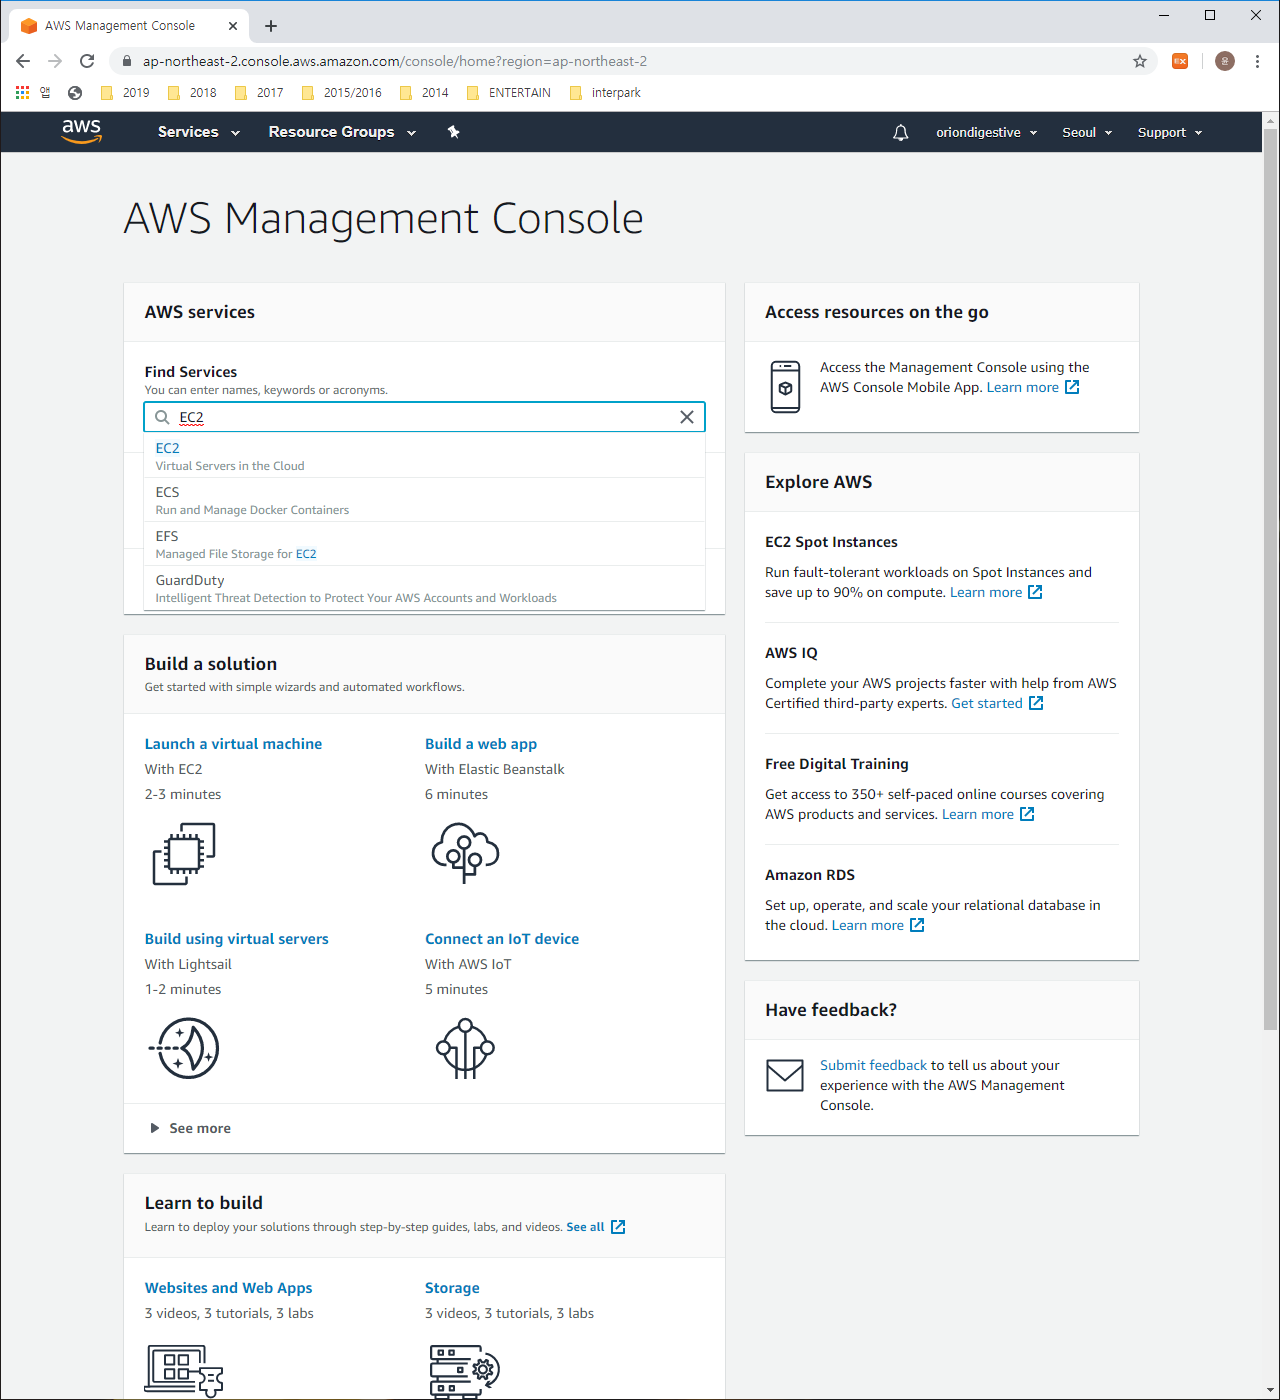 AWS Management Console
ap-northeast-2.console.aws.amazon.com/console/home?region=ap-northeast-2
앱
2019
2018
2017
2015/2016
2014
ENTERTAIN
interpark
aws
Services
Resource Groups
oriondigestive
Seoul
Support
AWS Management Console
AWS services
Find Services
You can enter names, keywords or acronyms.
EC2
EC2
Virtual Servers in the Cloud
ECS
Run and Manage Docker Containers
EFS
Managed File Storage for EC2
GuardDuty
Intelligent Threat Detection to Protect Your AWS Accounts and Workloads
Build a solution
Get started with simple wizards and automated workflows.
Launch a virtual machine
With EC2
2-3 minutes
Build a web app
With Elastic Beanstalk
6 minutes
Build using virtual servers
With Lightsail
1-2 minutes
Connect an IoT device
With AWS IoT
5 minutes
See more
Learn to build
Learn to deploy your solutions through step-by-step guides, labs, and videos. See all
Websites and Web Apps
3 videos, 3 tutorials, 3 labs
Storage
3 videos, 3 tutorials, 3 labs
Access resources on the go
Access the Management Console using the
AWS Console Mobile App. Learn more
Explore AWS
EC2 Spot Instances
Run fault-tolerant workloads on Spot Instances and
save up to 90% on compute. Learn more
AWS IQ
Complete your AWS projects faster with help from AWS
Certified third-party experts. Get started
Free Digital Training
Get access to 350+ self-paced online courses covering
AWS products and services. Learn more
Amazon RDS
Set up, operate, and scale your relational database in
the cloud. Learn more
Have feedback?
Submit feedback to tell us about your
experience with the AWS Management
Console.